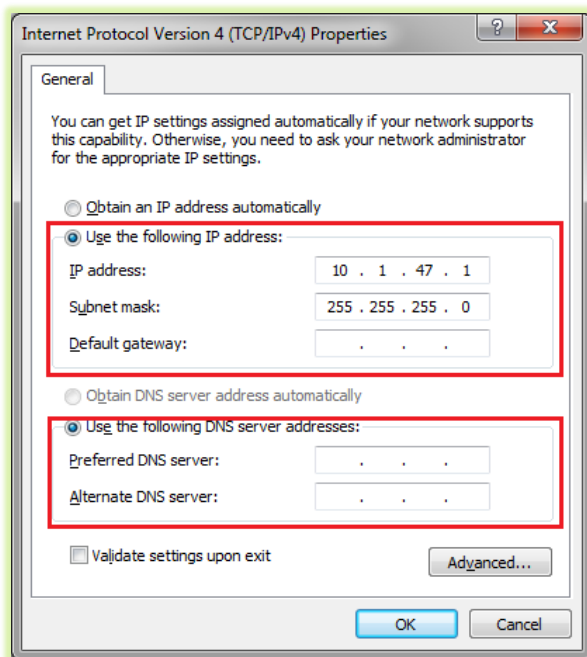 Internet Protocol Version 4 (TCP/IPv4) Properties
?
X
General
You can get IP settings assigned automatically if your network supports
this capability. Otherwise, you need to ask your network administrator
for the appropriate IP settings.
Obtain an IP address automatically
Use the following IP address:
IP address: 10 . 1 . 47 . 1
Subnet mask: 255 . 255 . 255 . 0
Default gateway: . . .
Obtain DNS server address automatically
Use the following DNS server addresses:
Preferred DNS server: . . .
Alternate DNS server: . . .
Validate settings upon exit
Advanced...
OK Cancel